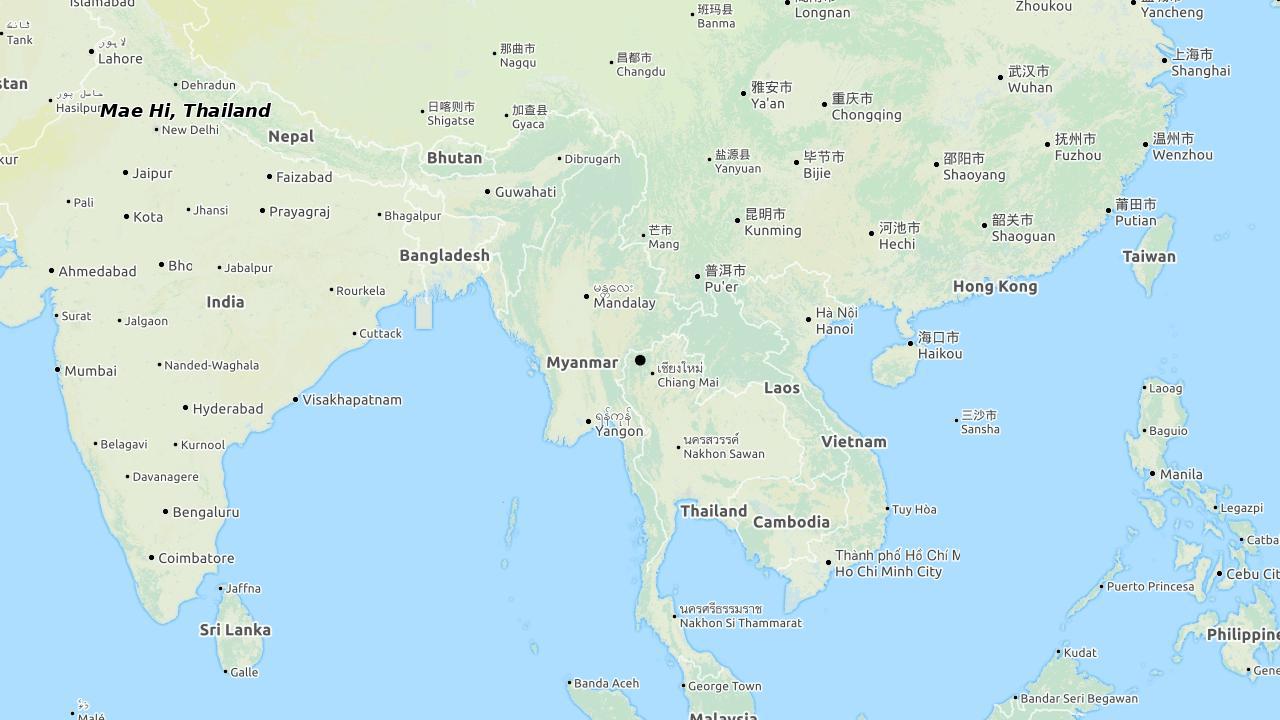 Islamabad
班玛县
Banma
Longnan
Zhoukou
Yancheng
Tank
لاہور
Lahore
那曲市
Nagqu
昌都市
Changdu
武汉市
Wuhan
上海市
Shanghai
stan
Dehradun
雅安市
Ya'an
重庆市
Chongqing
Hasilpur
Mae Hi, Thailand
日喀则市
Shigatse
加查县
Gyaca
New Delhi
Nepal
抚州市
Fuzhou
温州市
Wenzhou
kur
Bhutan
Dibrugarh
盐源县
Yanyuan
毕节市
Bijie
邵阳市
Shaoyang
Jaipur
Faizabad
Guwahati
Pali
Kota
Jhansi
Prayagraj
Bhagalpur
昆明市
Kunming
河池市
Hechi
韶关市
Shaoguan
莆田市
Putian
芒市
Mang
Bangladesh
Taiwan
Ahmedabad
Bho
Jabalpur
普洱市
Pu'er
Rourkela
Hong Kong
India
မန္တလေး
Mandalay
Surat
Jalgaon
Hà Nội
Hanoi
Cuttack
海口市
Haikou
Mumbai
Nanded-Waghala
Myanmar
เชียงใหม่
Chiang Mai
Laos
Laoag
Hyderabad
Visakhapatnam
ရန်ကုန်
Yangon
三沙市
Sansha
Belagavi
Kurnool
นครสวรรค์
Nakhon Sawan
Vietnam
Baguio
Davanagere
Manila
Bengaluru
Thailand
Cambodia
Tuy Hòa
Legazpi
Coimbatore
Thành phố Hồ Chí M
Ho Chi Minh City
Catba
Cebu Cit
Jaffna
Puerto Princesa
นครศรีธรรมราช
Nakhon Si Thammarat
Sri Lanka
Philippine
Kudat
Galle
Gene
Banda Aceh
George Town
Bandar Seri Begawan
Malé
Malaysia